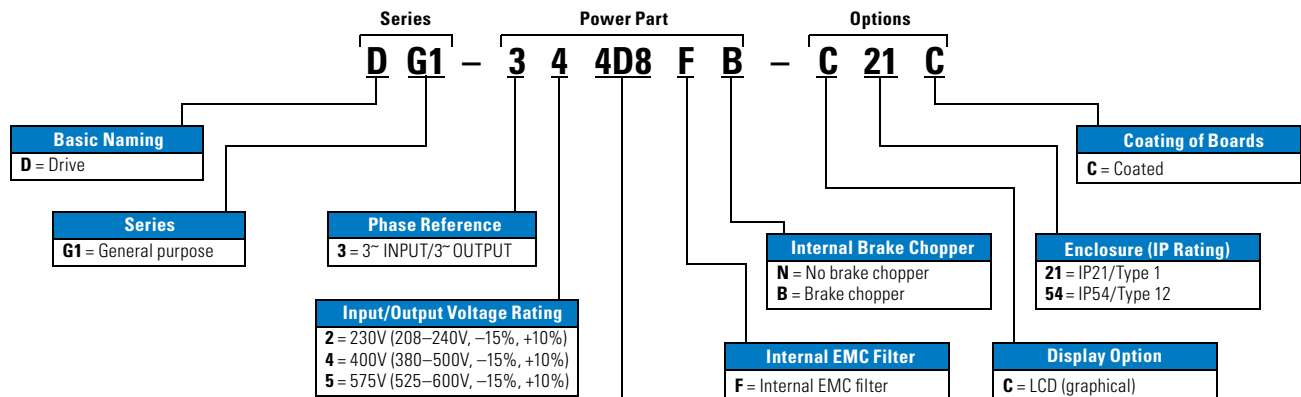 Series Power Part Options
D G1 – 3 4 4D8 F B – C 21 C
Basic Naming
D = Drive
Series
G1 = General purpose
Phase Reference
3 = 3~ INPUT/3~ OUTPUT
Input/Output Voltage Rating
2 = 230V (208–240V, –15%, +10%)
4 = 400V (380–500V, –15%, +10%)
5 = 575V (525–600V, –15%, +10%)
Internal Brake Chopper
N = No brake chopper
B = Brake chopper
Internal EMC Filter
F = Internal EMC filter
Coating of Boards
C = Coated
Enclosure (IP Rating)
21 = IP21/Type 1
54 = IP54/Type 12
Display Option
C = LCD (graphical)